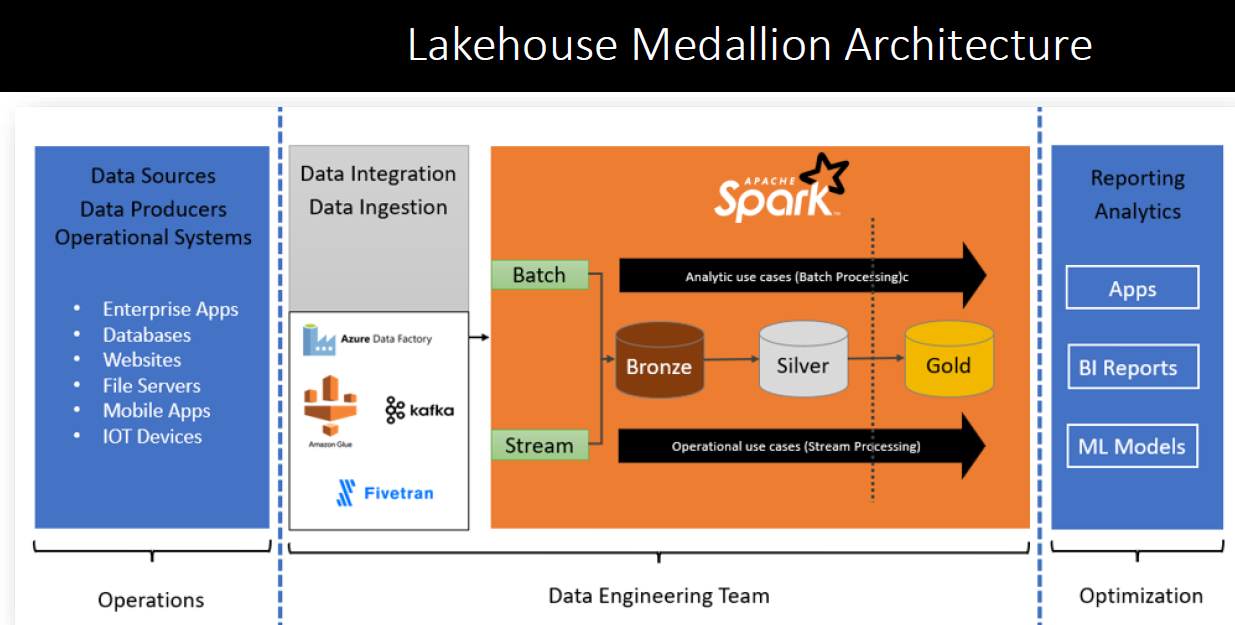 Lakehouse Medallion Architecture
Data Sources
Data Producers
Operational Systems
• Enterprise Apps
• Databases
• Websites
• File Servers
• Mobile Apps
• IOT Devices
Operations
Data Integration
Data Ingestion
Azure Data Factory
Amazon Glue
kafka
Fivetran
APACHE
Spark™
Batch
Analytic use cases (Batch Processing)c
Bronze
Silver
Gold
Stream
Operational use cases (Stream Processing)
Data Engineering Team
Reporting
Analytics
Apps
BI Reports
ML Models
Optimization